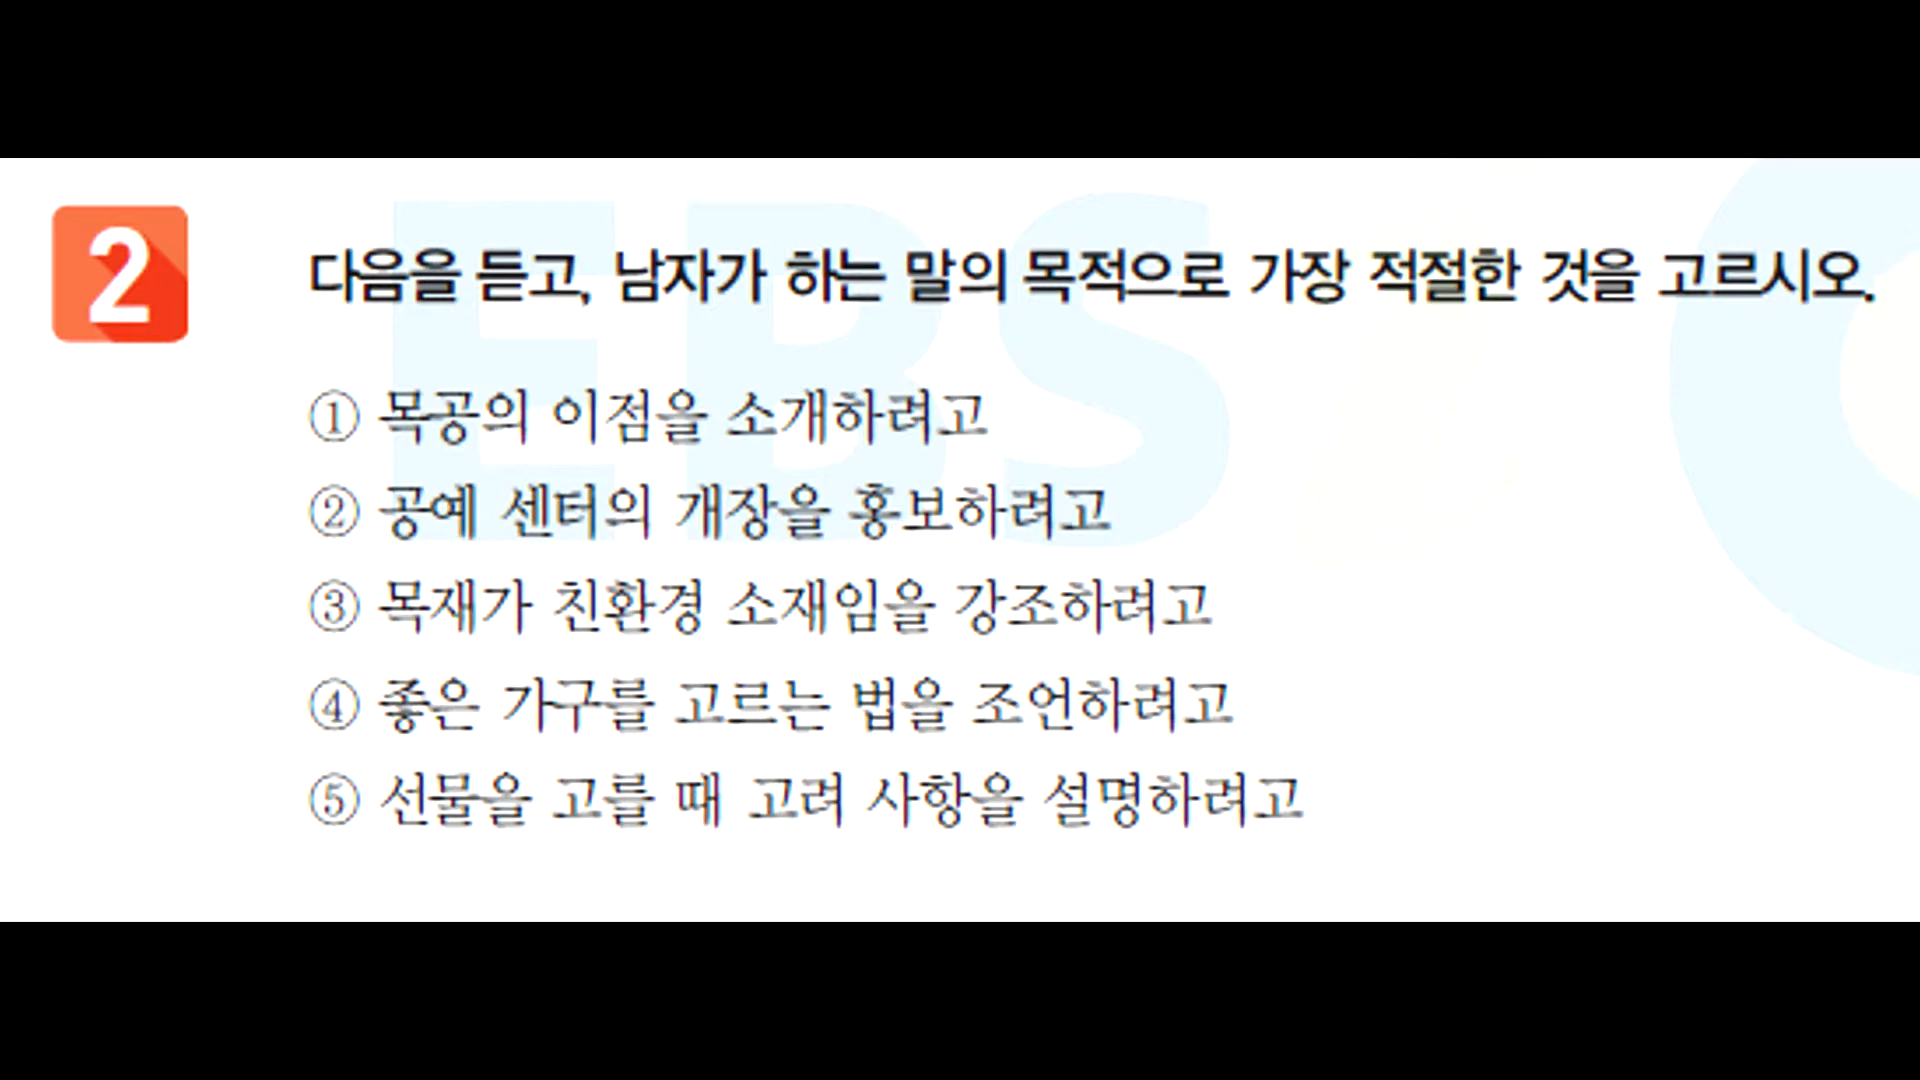 2
다음을 듣고, 남자가 하는 말의 목적으로 가장 적절한 것을 고르시오.
① 목공의 이점을 소개하려고
② 공예 센터의 개장을 홍보하려고
③ 목재가 친환경 소재임을 강조하려고
④ 좋은 가구를 고르는 법을 조언하려고
⑤ 선물을 고를 때 고려 사항을 설명하려고
EBS